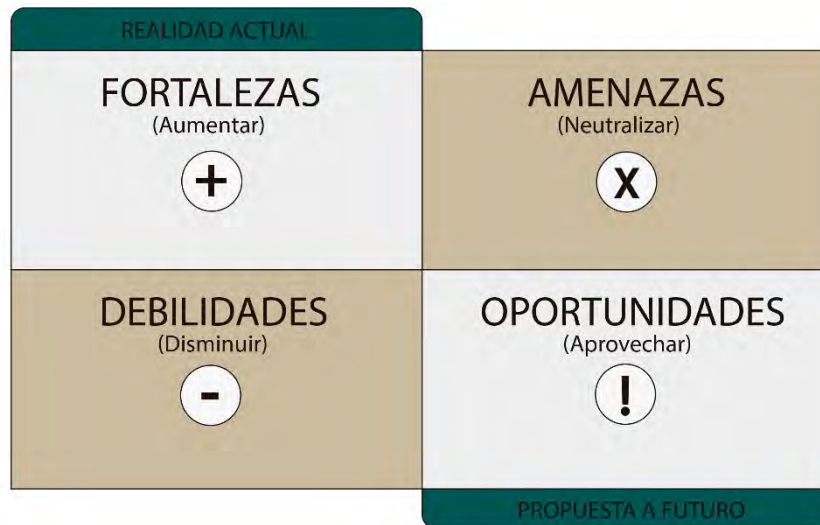 REALIDAD ACTUAL
FORTALEZAS
(Aumentar)
+
AMENAZAS
(Neutralizar)
X
DEBILIDADES
(Disminuir)
-
OPORTUNIDADES
(Aprovechar)
!
PROPUESTA A FUTURO